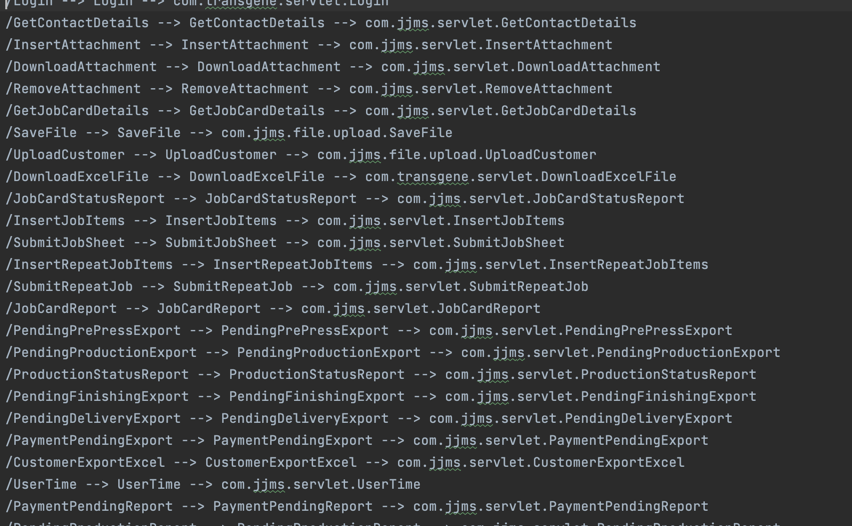 /Login --> Login --> com.transgene.servlet.Login
/GetContactDetails --> GetContactDetails --> com.jjms.servlet.GetContactDetails
/InsertAttachment --> InsertAttachment --> com.jjms.servlet.InsertAttachment
/DownloadAttachment --> DownloadAttachment --> com.jjms.servlet.DownloadAttachment
/RemoveAttachment --> RemoveAttachment --> com.jjms.servlet.RemoveAttachment
/GetJobCardDetails --> GetJobCardDetails --> com.jjms.servlet.GetJobCardDetails
/SaveFile --> SaveFile --> com.jjms.file.upload.SaveFile
/UploadCustomer --> UploadCustomer --> com.jjms.file.upload.UploadCustomer
/DownloadExcelFile --> DownloadExcelFile --> com.transgene.servlet.DownloadExcelFile
/JobCardStatusReport --> JobCardStatusReport --> com.jjms.servlet.JobCardStatusReport
/InsertJobItems --> InsertJobItems --> com.jjms.servlet.InsertJobItems
/SubmitJobSheet --> SubmitJobSheet --> com.jjms.servlet.SubmitJobSheet
/InsertRepeatJobItems --> InsertRepeatJobItems --> com.jjms.servlet.InsertRepeatJobItems
/SubmitRepeatJob --> SubmitRepeatJob --> com.jjms.servlet.SubmitRepeatJob
/JobCardReport --> JobCardReport --> com.jjms.servlet.JobCardReport
/PendingPrePressExport --> PendingPrePressExport --> com.jjms.servlet.PendingPrePressExport
/PendingProductionExport --> PendingProductionExport --> com.jjms.servlet.PendingProductionExport
/ProductionStatusReport --> ProductionStatusReport --> com.jjms.servlet.ProductionStatusReport
/PendingFinishingExport --> PendingFinishingExport --> com.jjms.servlet.PendingFinishingExport
/PendingDeliveryExport --> PendingDeliveryExport --> com.jjms.servlet.PendingDeliveryExport
/PaymentPendingExport --> PaymentPendingExport --> com.jjms.servlet.PaymentPendingExport
/CustomerExportExcel --> CustomerExportExcel --> com.jjms.servlet.CustomerExportExcel
/UserTime --> UserTime --> com.jjms.servlet.UserTime
/PaymentPendingReport --> PaymentPendingReport --> com.jjms.servlet.PaymentPendingReport
/PendingProductionReport --> PendingProductionReport --> com.jjms.servlet.PendingProductionReport